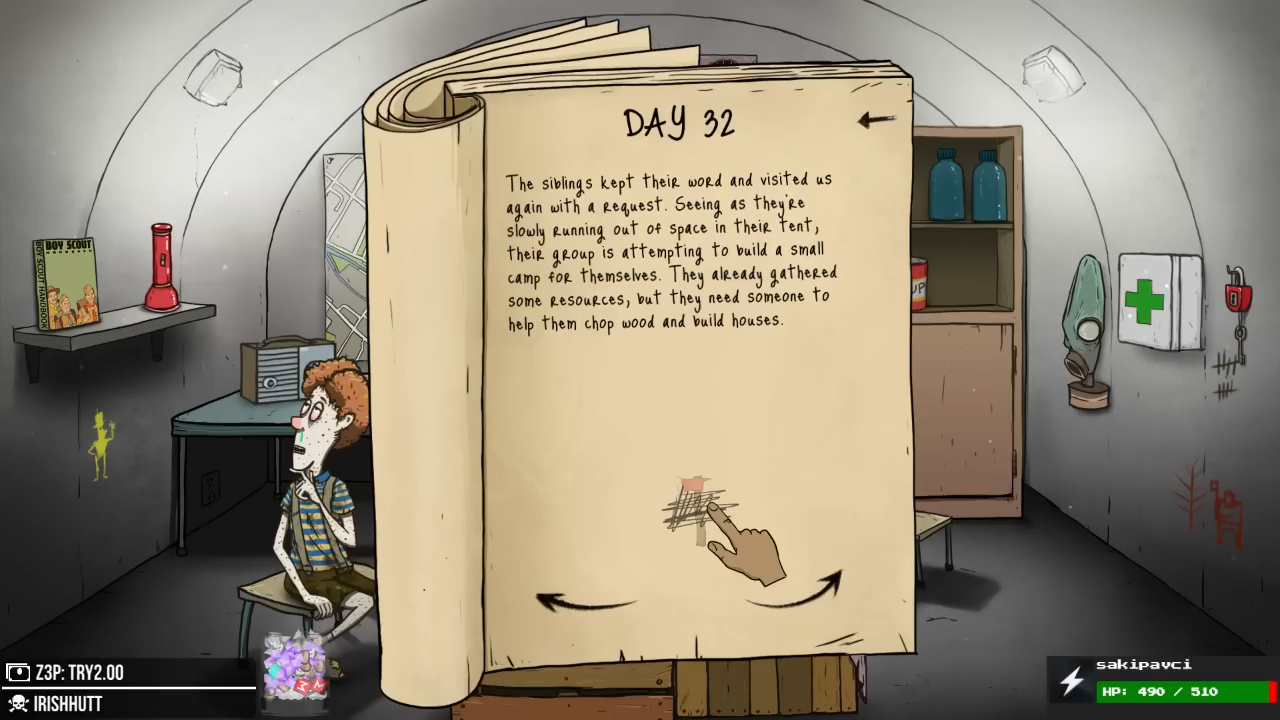 DAY 32
The siblings kept their word and visited us
again with a request. Seeing as they're
slowly running out of space in their tent,
their group is attempting to build a small
camp for themselves. They already gathered
some resources, but they need someone to
help them chop wood and build houses.
BOY SCOUT
BOY SCOUT HANDBOOK
UP
Z3P: TRY2.00
IRISHHUTT
sakipavci
HP: 490 / 510